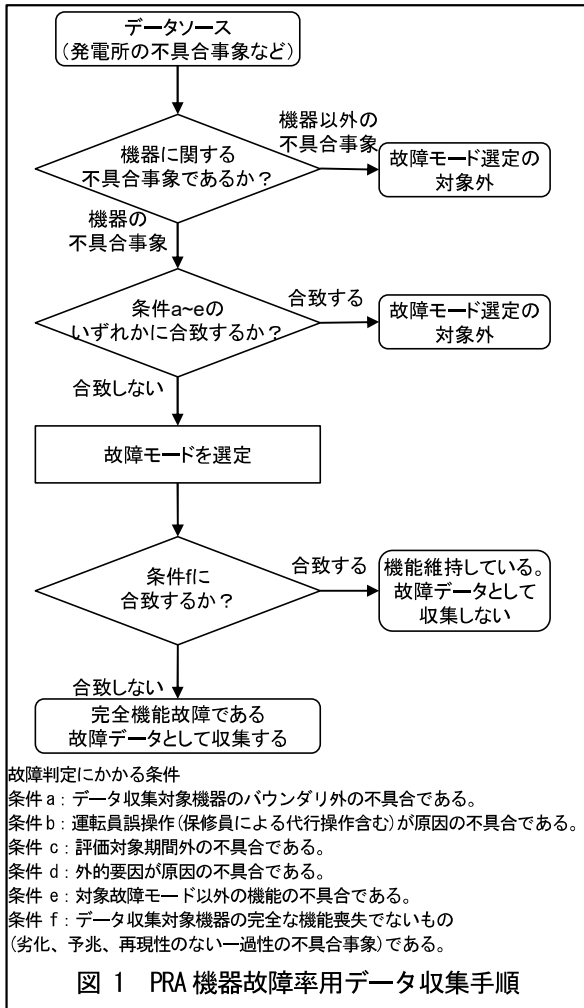 データソース
(発電所の不具合事象など)
機器以外の
不具合事象
機器に関する
不具合事象であるか？
故障モード選定の
対象外
機器の
不具合事象
条件a~eの
いずれかに合致するか？
合致する
故障モード選定の
対象外
合致しない
故障モードを選定
条件fに
合致するか？
合致する
機能維持している。
故障データとして
収集しない
合致しない
完全機能故障である
故障データとして収集する
故障判定にかかる条件
条件 a：データ収集対象機器のバウンダリ外の不具合である。
条件 b：運転員誤操作(保修員による代行操作含む)が原因の不具合である。
条件 c：評価対象期間外の不具合である。
条件 d：外的要因が原因の不具合である。
条件 e：対象故障モード以外の機能の不具合である。
条件 f：データ収集対象機器の完全な機能喪失でないもの
(劣化、予兆、再現性のない一過性の不具合事象)である。
図 1 PRA 機器故障率用データ収集手順